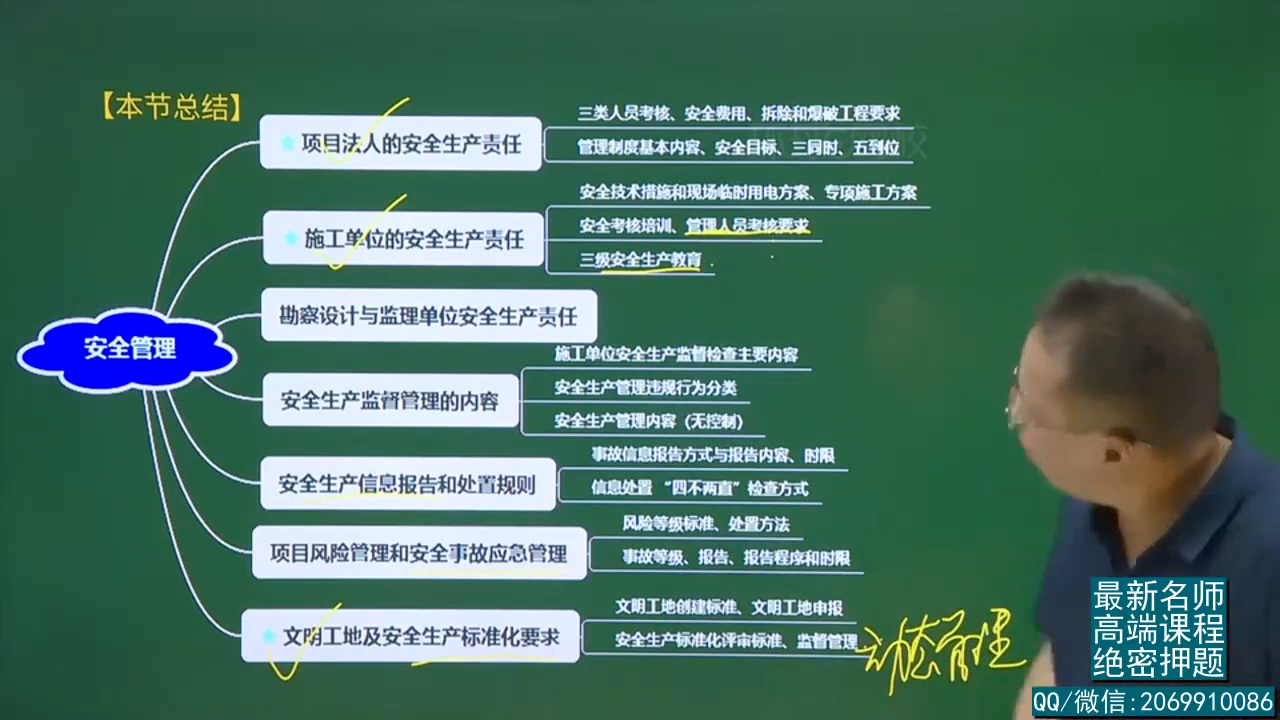 【本节总结】
项目法人的安全生产责任
三类人员考核、安全费用、拆除和爆破工程要求
管理制度基本内容、安全目标、三同时、五到位
施工单位的安全生产责任
安全技术措施和现场临时用电方案、专项施工方案
安全考核培训、管理人员考核要求
三级安全生产教育
勘察设计与监理单位安全生产责任
安全管理
安全生产监督管理的内容
施工单位安全生产监督检查主要内容
安全生产管理违规行为分类
安全生产管理内容（无控制）
安全生产信息报告和处置规则
事故信息报告方式与报告内容、时限
信息处置 “四不两直”检查方式
项目风险管理和安全事故应急管理
风险等级标准、处置方法
事故等级、报告、报告程序和时限
文明工地及安全生产标准化要求
文明工地创建标准、文明工地申报
安全生产标准化评审标准、监督管理
动态管理
最新名师
高端课程
绝密押题
QQ/微信:2069910086